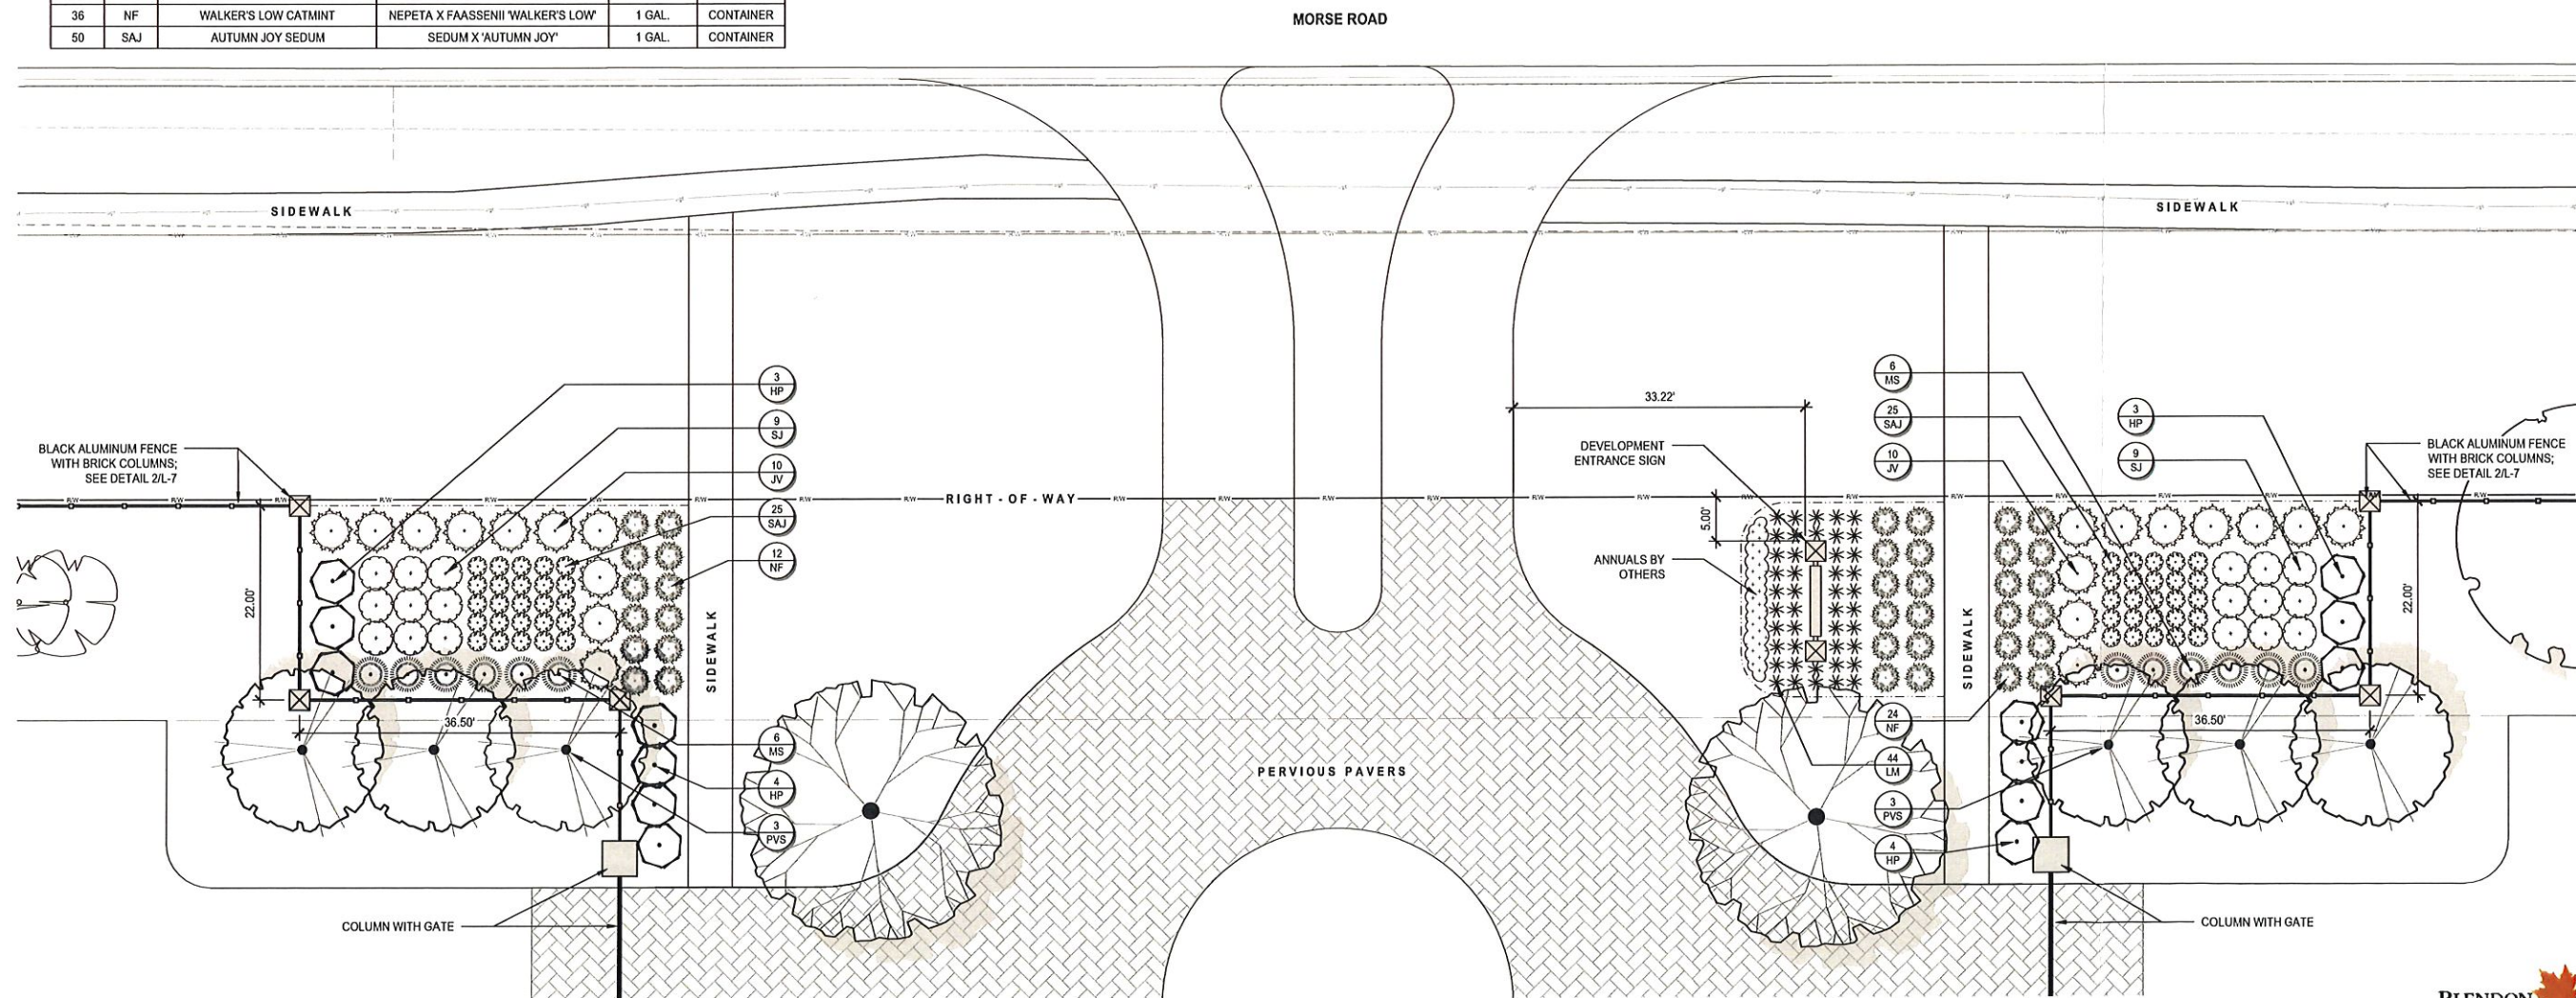 36 NF WALKER'S LOW CATMINT NEPETA X FAASSENII 'WALKER'S LOW' 1 GAL. CONTAINER
50 SAJ AUTUMN JOY SEDUM SEDUM X 'AUTUMN JOY' 1 GAL. CONTAINER
MORSE ROAD
SIDEWALK
SIDEWALK
3
HP
9
SJ
10
JV
25
SAJ
12
NF
BLACK ALUMINUM FENCE
WITH BRICK COLUMNS;
SEE DETAIL 2/L-7
22.00'
36.50'
SIDEWALK
6
MS
4
HP
3
PVS
COLUMN WITH GATE
RIGHT-OF-WAY
R/W
PERVIOUS PAVERS
33.22'
DEVELOPMENT
ENTRANCE SIGN
5.00'
ANNUALS BY
OTHERS
6
MS
25
SAJ
10
JV
3
HP
9
SJ
BLACK ALUMINUM FENCE
WITH BRICK COLUMNS;
SEE DETAIL 2/L-7
SIDEWALK
22.00'
36.50'
24
NF
44
LM
3
PVS
4
HP
COLUMN WITH GATE
BLENDON